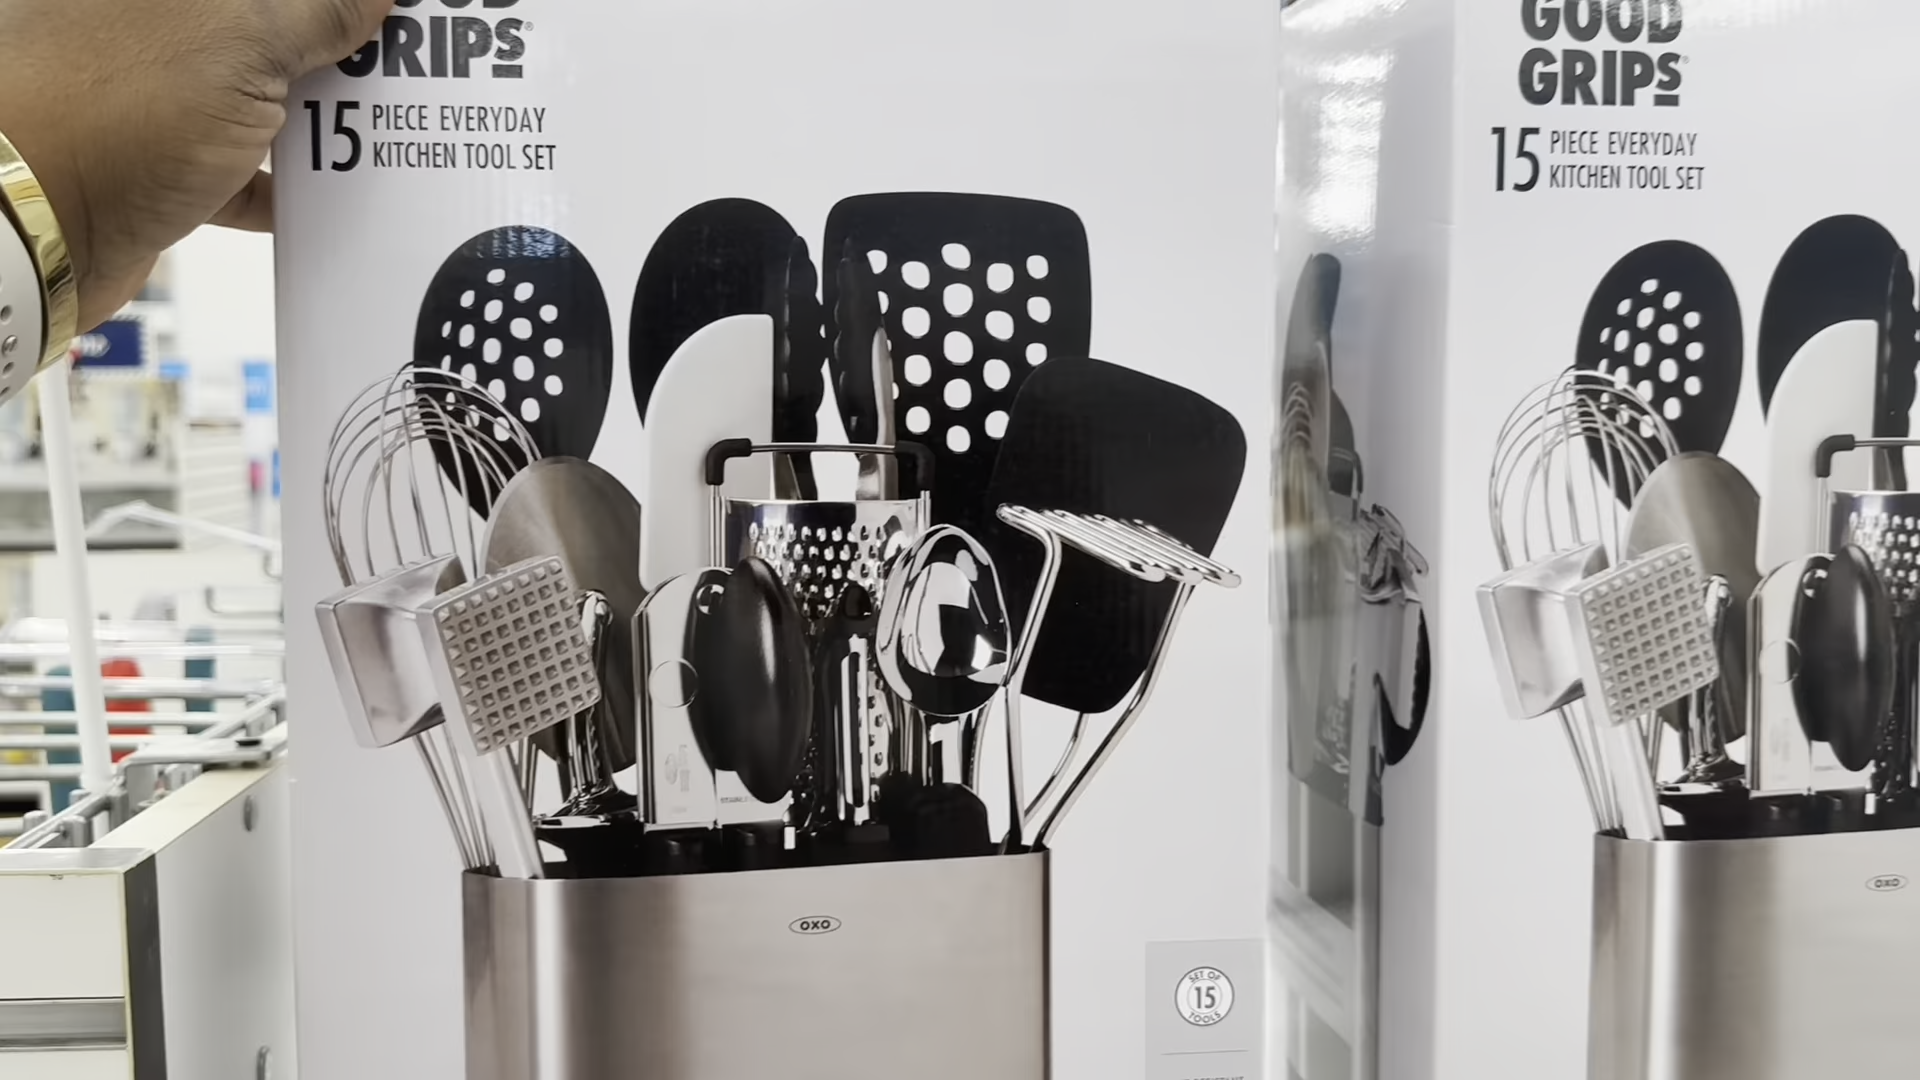 GRIPS®
15 PIECE EVERYDAY
KITCHEN TOOL SET
OXO
SET OF
15
TOOLS
GOOD
GRIPS®
15 PIECE EVERYDAY
KITCHEN TOOL SET
OXO